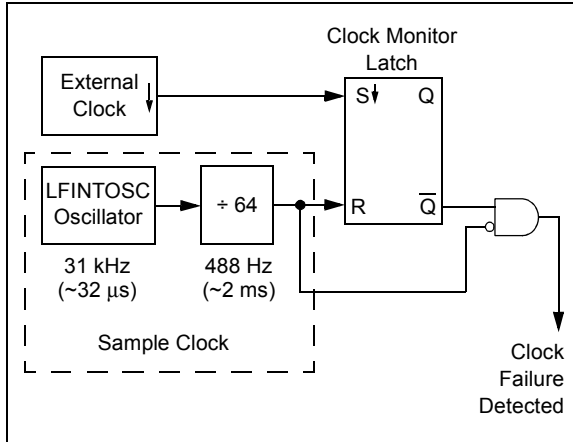 Clock Monitor
Latch
External
Clock
S
Q
LFINTOSC
Oscillator
÷ 64
R
Q̅
31 kHz
(~32 μs)
488 Hz
(~2 ms)
Sample Clock
Clock
Failure
Detected